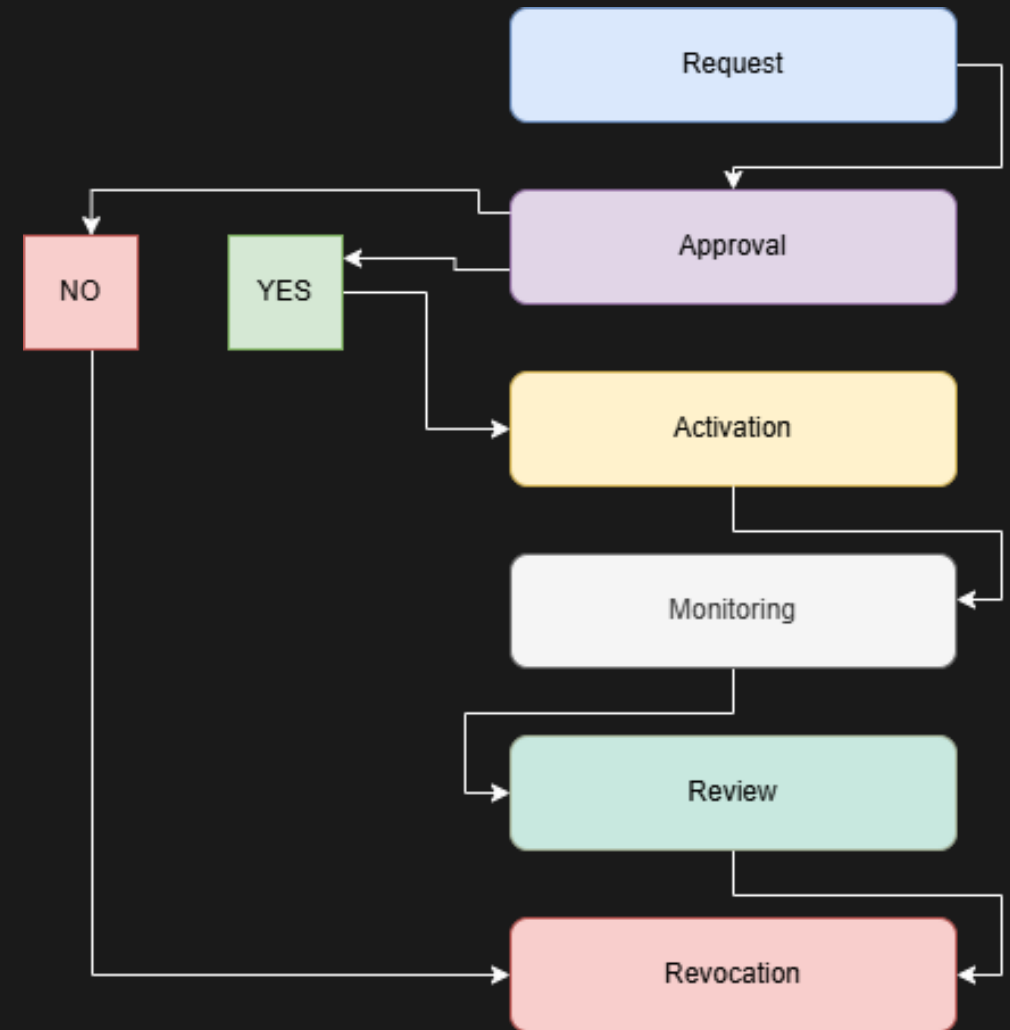 Request
Approval
NO
YES
Activation
Monitoring
Review
Revocation